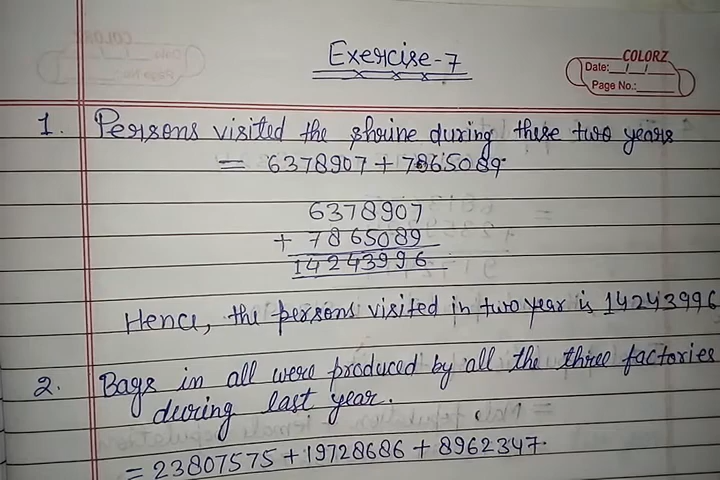 Exercise-7
COLORZ
Date: / /
Page No.:
1. Persons visited the shrine during these two years
= 6378907 + 7865089.
6378907
+ 7865089
14243996
Hence, the persons visited in two year is 14243996
2. Bags in all were produced by all the three factories
during last year.
= 23807575 + 19728686 + 8962347.